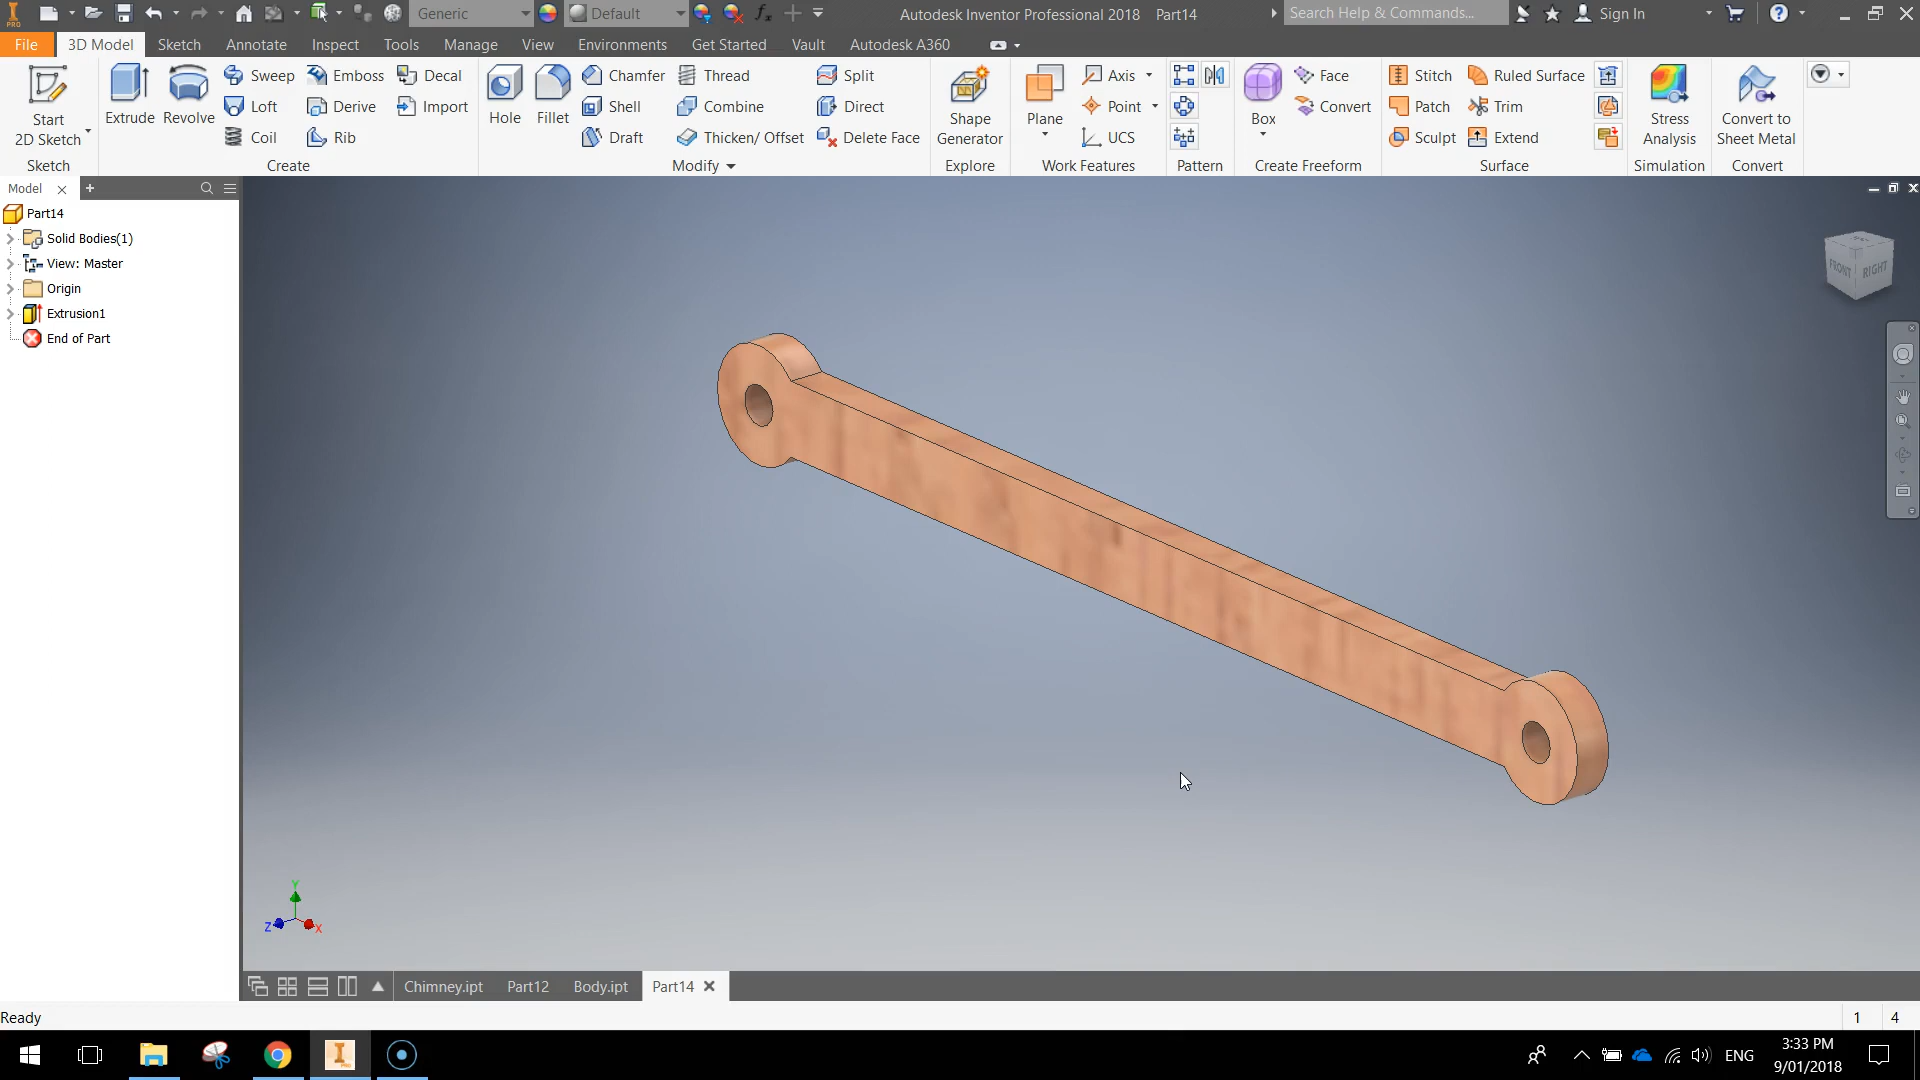 Generic
Default
Autodesk Inventor Professional 2018 Part14
Search Help & Commands...
Sign In
File 3D Model Sketch Annotate Inspect Tools Manage View Environments Get Started Vault Autodesk A360
Start
2D Sketch
Sketch
Extrude Revolve
Sweep Emboss Decal
Loft Derive Import
Coil Rib
Create
Hole Fillet
Chamfer Thread Split
Shell Combine Direct
Draft Thicken/ Offset Delete Face
Modify
Shape
Generator
Explore
Plane
Axis
Point
UCS
Work Features
Pattern
Box
Face
Convert
Create Freeform
Stitch Ruled Surface
Patch Trim
Sculpt Extend
Surface
Stress
Analysis
Simulation
Convert to
Sheet Metal
Convert
Model
Part14
Solid Bodies(1)
View: Master
Origin
Extrusion1
End of Part
FRONT RIGHT
Y
Z X
Chimney.ipt Part12 Body.ipt Part14
Ready
1 4
ENG
3:33 PM
9/01/2018